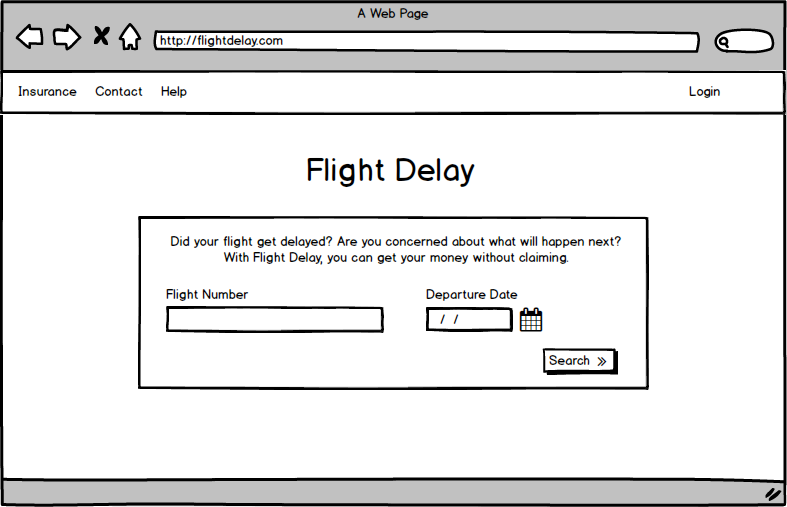 A Web Page
http://flightdelay.com
Insurance Contact Help Login
Flight Delay
Did your flight get delayed? Are you concerned about what will happen next?
With Flight Delay, you can get your money without claiming.
Flight Number Departure Date
/ /
Search »